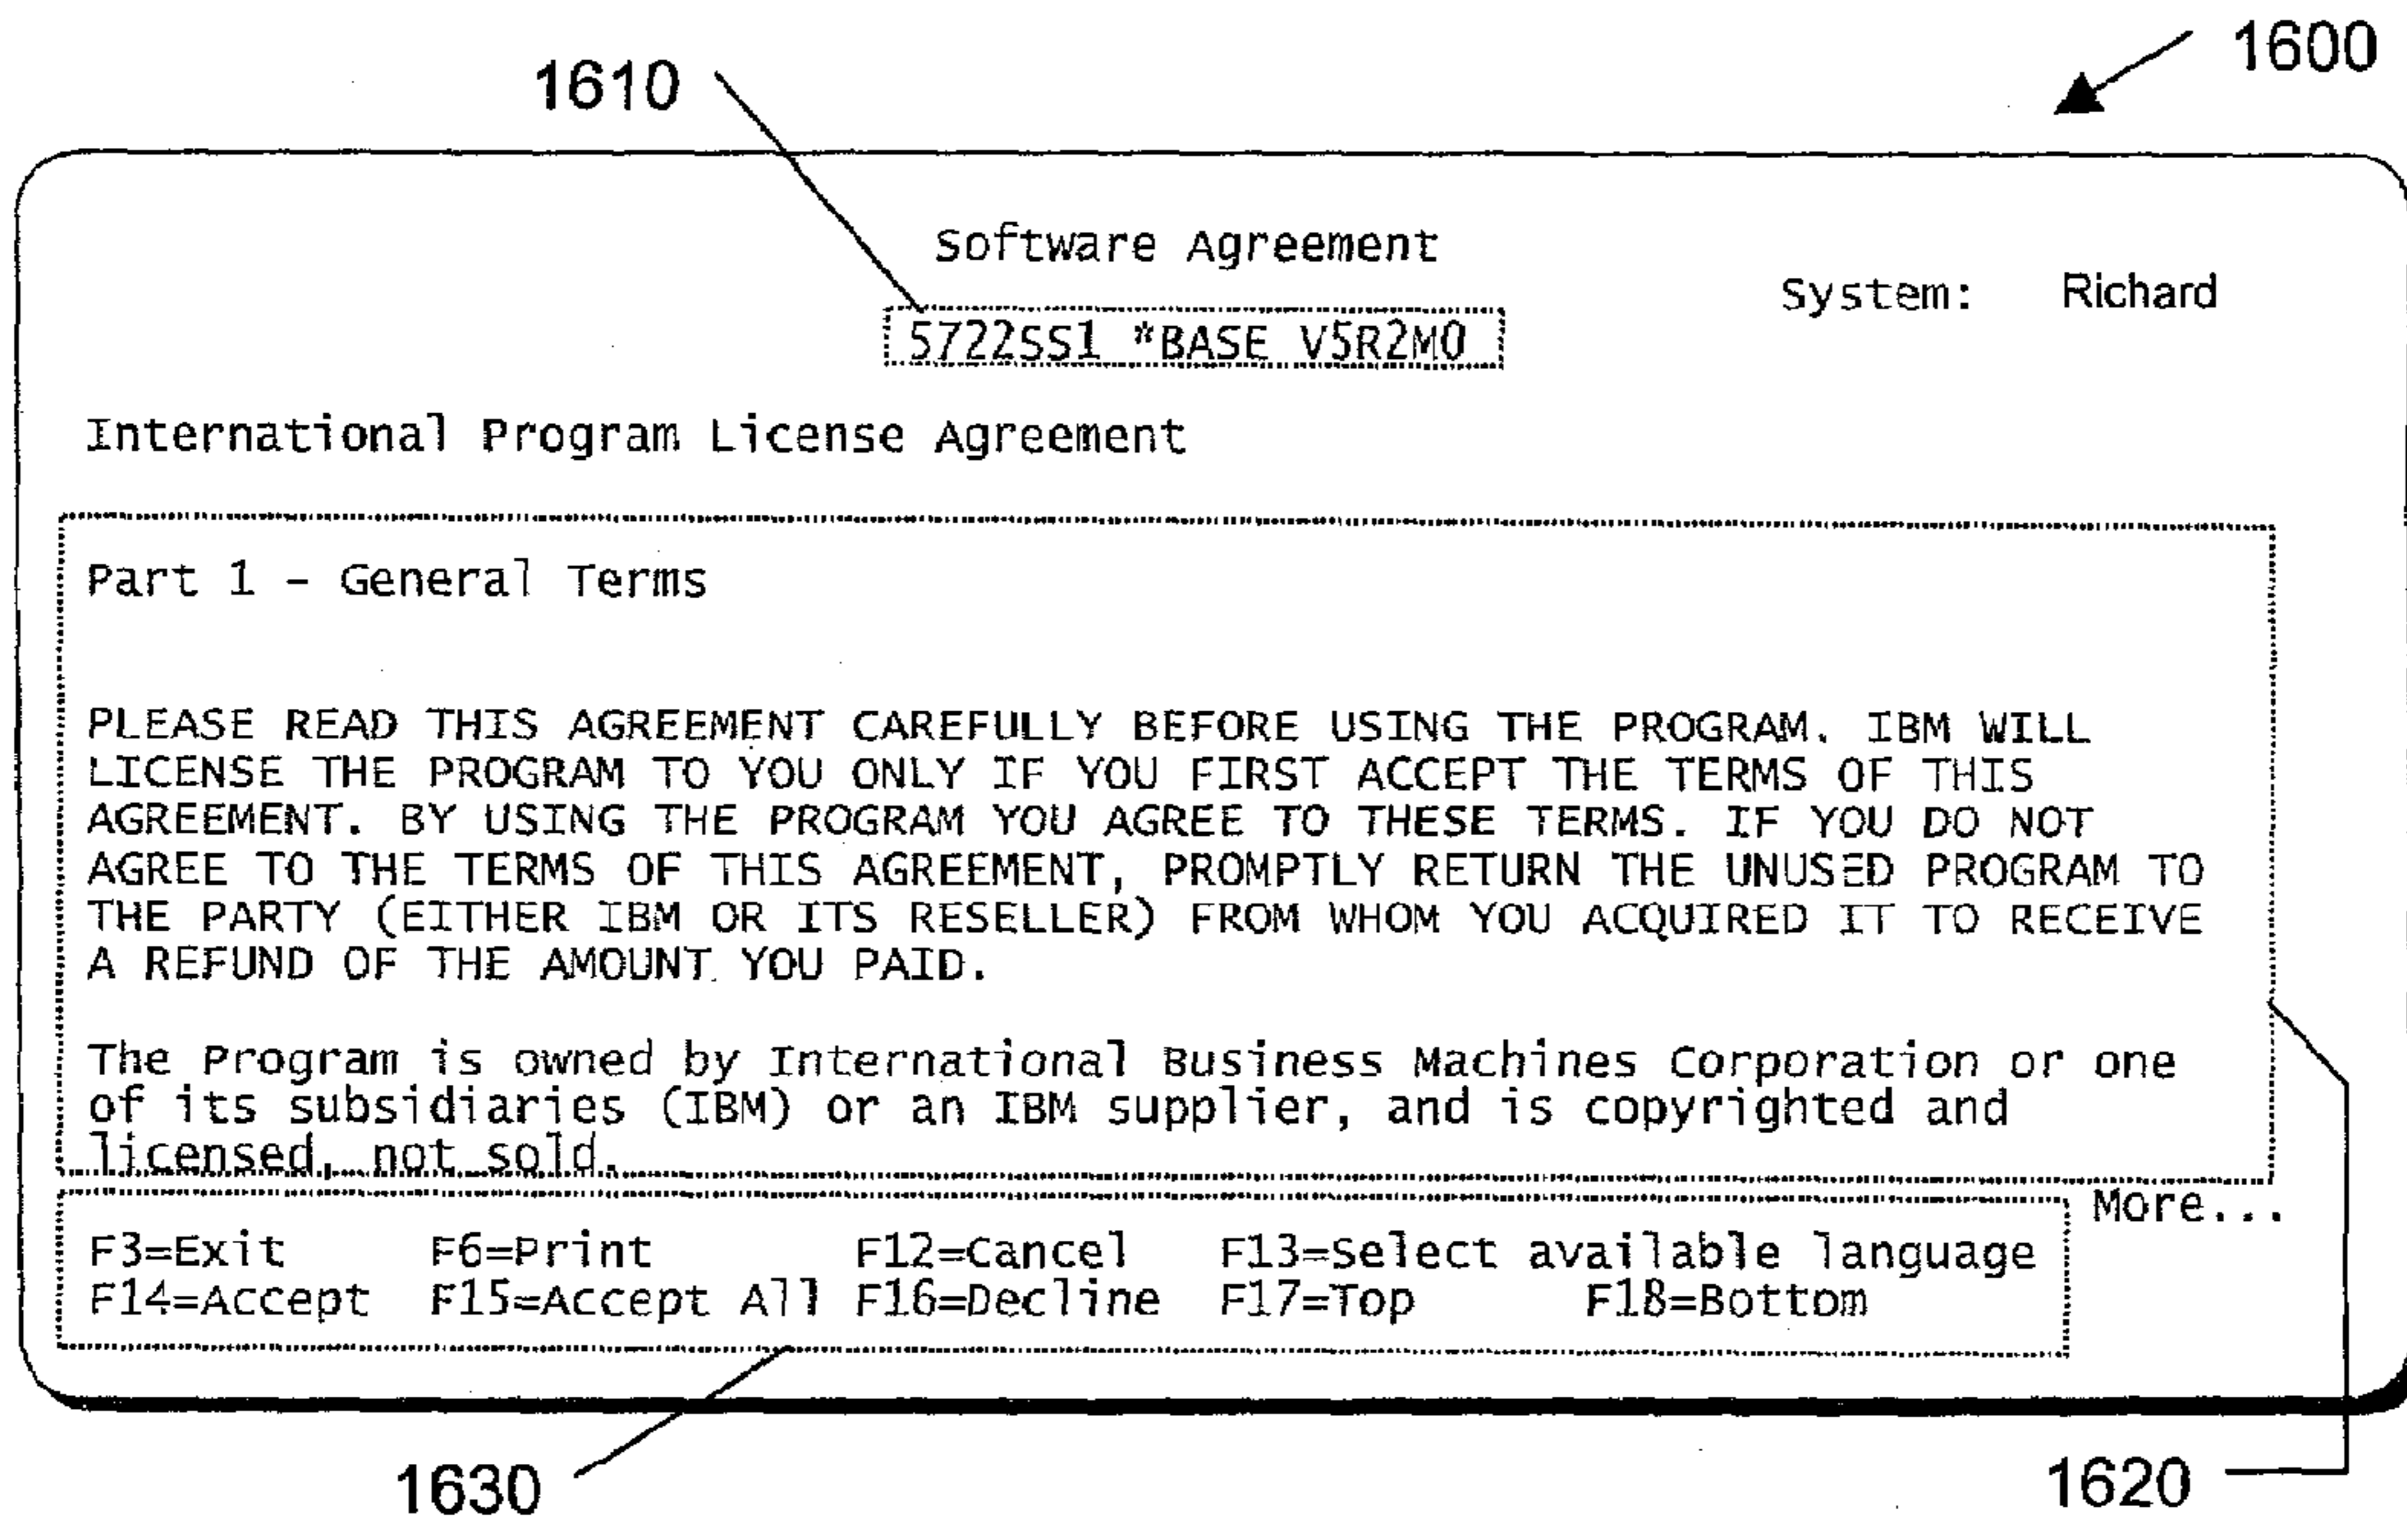 1600
1610
Software Agreement
System: Richard
5722SS1 *BASE V5R2M0
International Program License Agreement
Part 1 - General Terms
PLEASE READ THIS AGREEMENT CAREFULLY BEFORE USING THE PROGRAM. IBM WILL
LICENSE THE PROGRAM TO YOU ONLY IF YOU FIRST ACCEPT THE TERMS OF THIS
AGREEMENT. BY USING THE PROGRAM YOU AGREE TO THESE TERMS. IF YOU DO NOT
AGREE TO THE TERMS OF THIS AGREEMENT, PROMPTLY RETURN THE UNUSED PROGRAM TO
THE PARTY (EITHER IBM OR ITS RESELLER) FROM WHOM YOU ACQUIRED IT TO RECEIVE
A REFUND OF THE AMOUNT YOU PAID.
The Program is owned by International Business Machines Corporation or one
of its subsidiaries (IBM) or an IBM supplier, and is copyrighted and
licensed, not sold.
More...
F3=Exit F6=Print F12=Cancel F13=Select available language
F14=Accept F15=Accept All F16=Decline F17=Top F18=Bottom
1630
1620